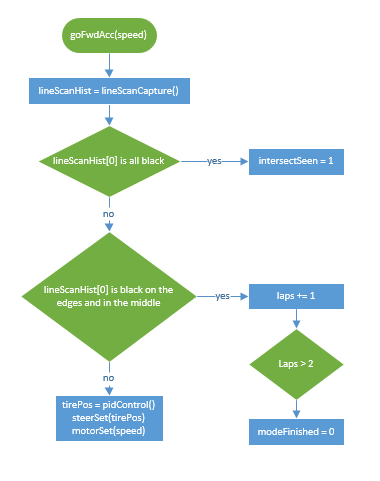 goFwdAcc(speed)
lineScanHist = lineScanCapture()
lineScanHist[0] is all black
yes
intersectSeen = 1
no
lineScanHist[0] is black on the
edges and in the middle
yes
laps += 1
Laps > 2
no
tirePos = pidControl()
steerSet(tirePos)
motorSet(speed)
modeFinished = 0